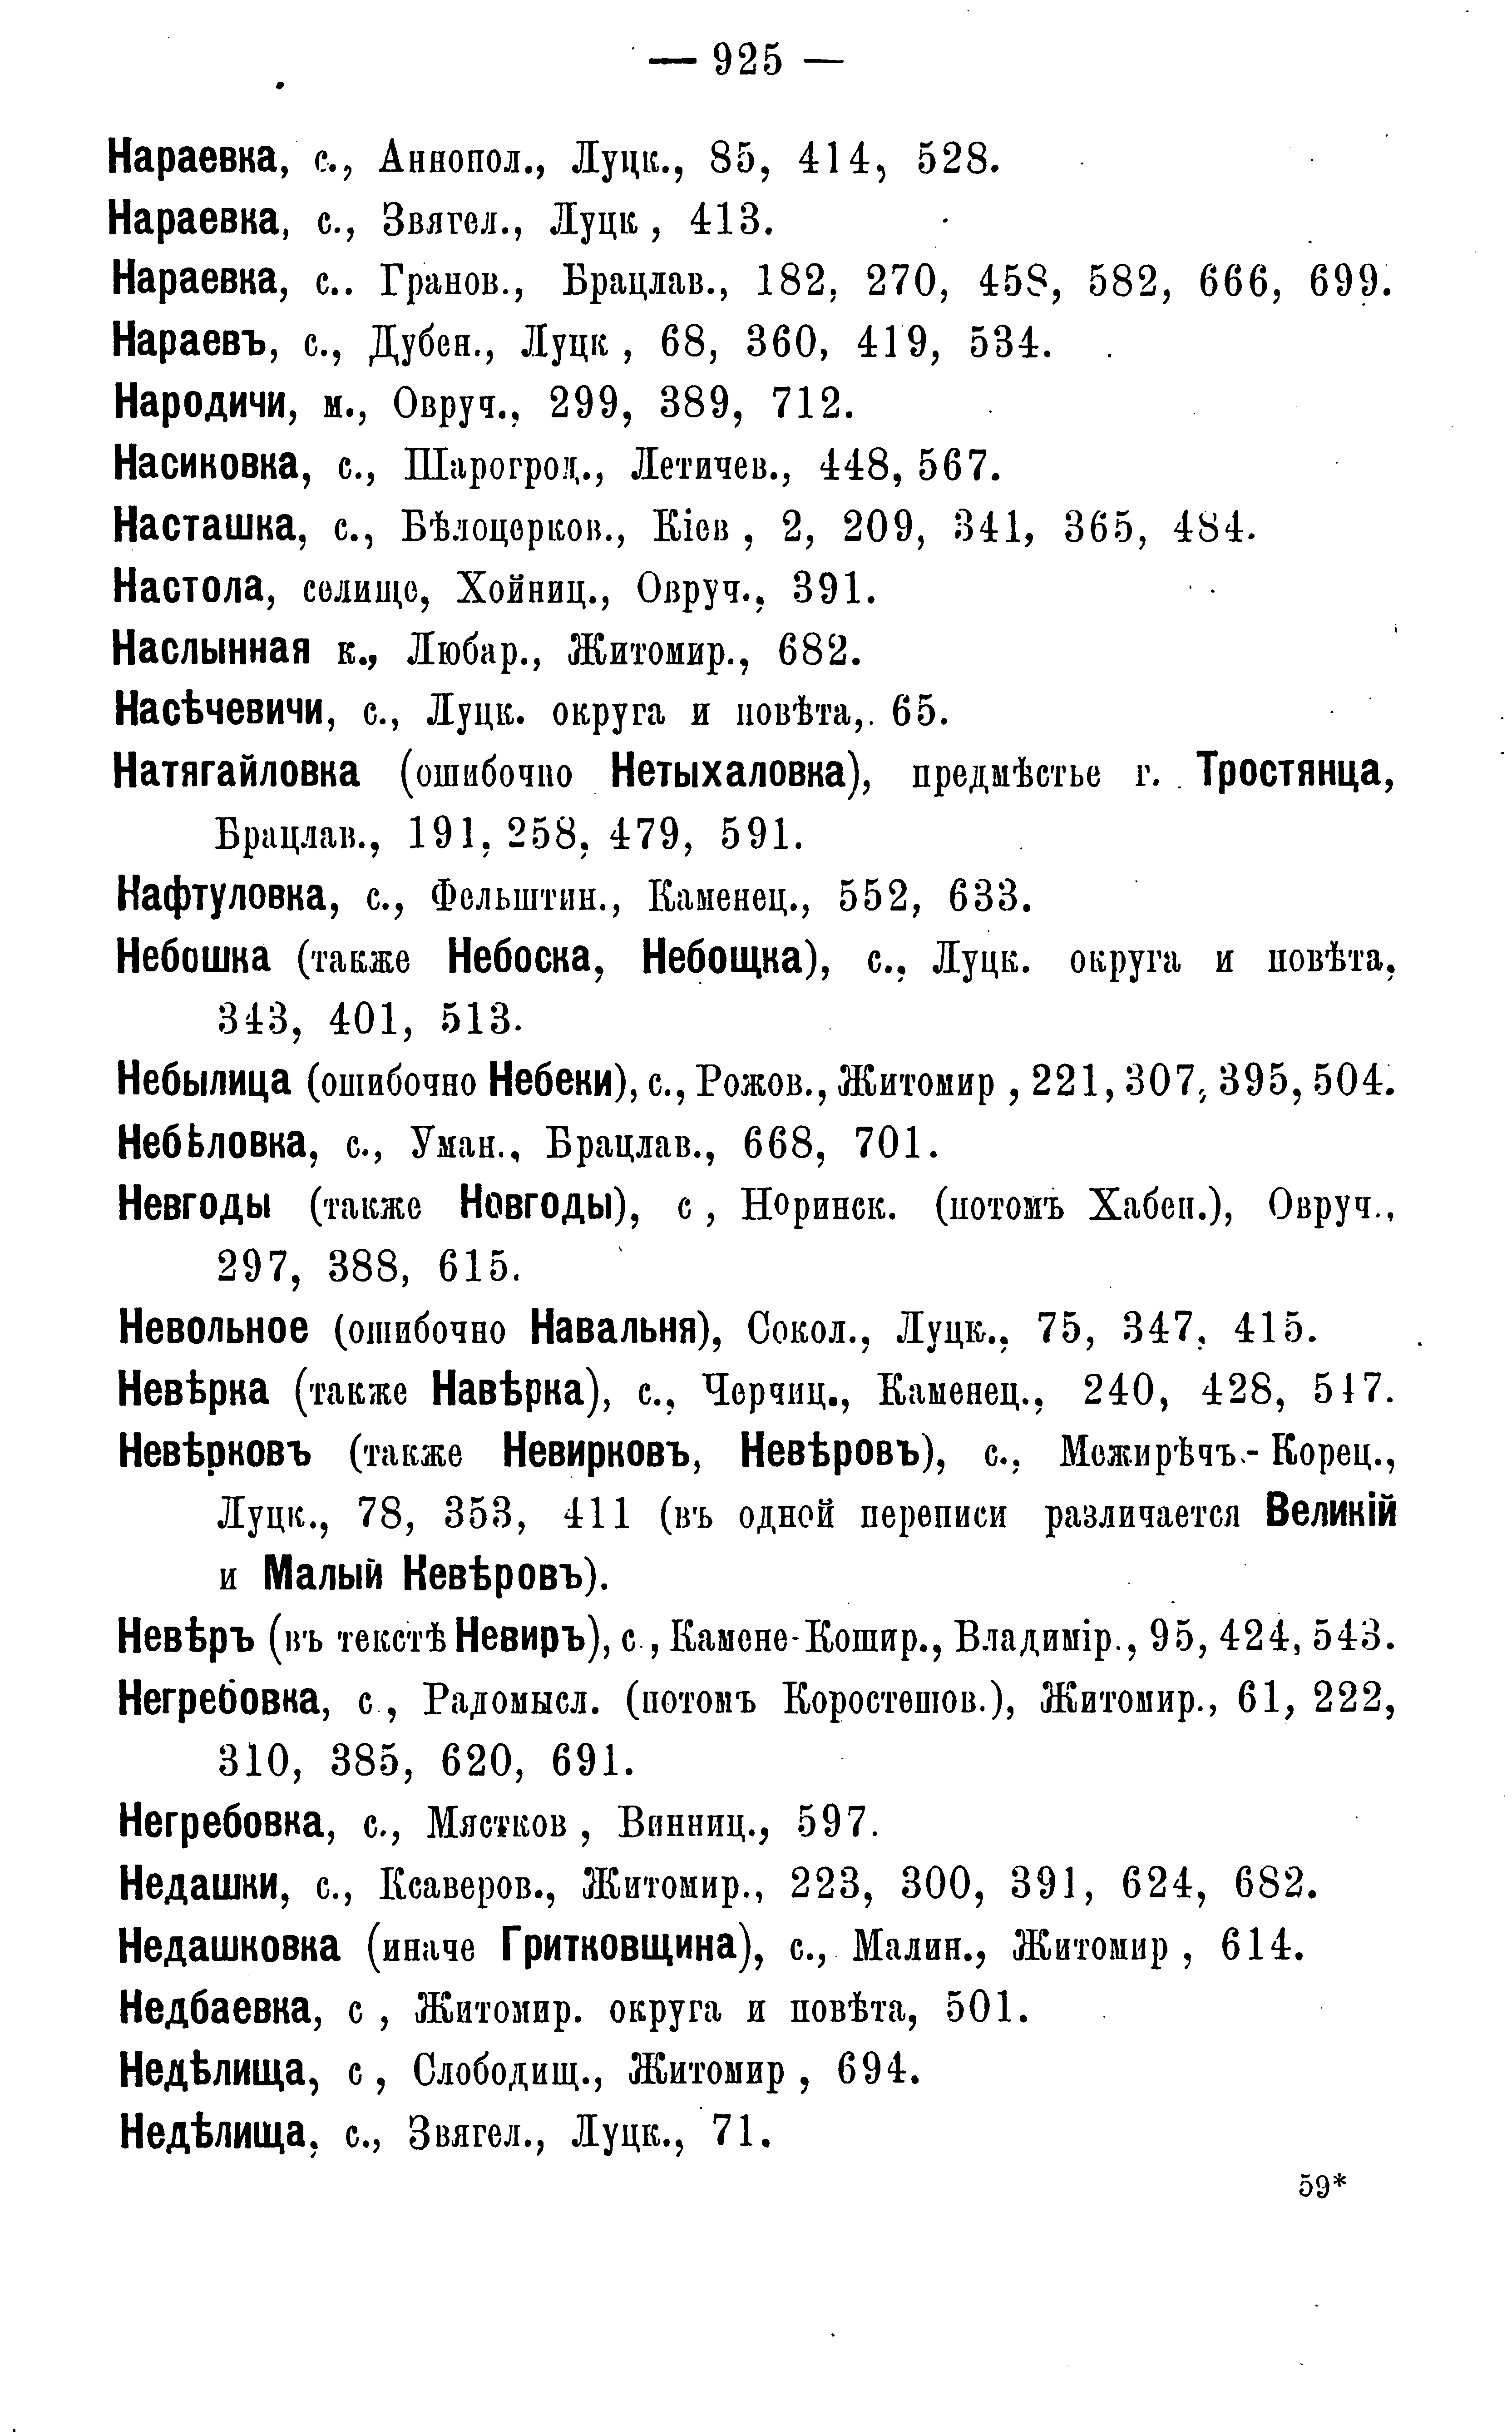 — 925 —
Нараевка, с., Аннопол., Луцк., 85, 414, 528.
Нараевка, с., Звягел., Луцк , 413.
Нараевка, с.. Гранов., Брацлав., 182, 270, 458, 582, 666, 699.
Нараевъ, с., Дубен., Луцк , 68, 360, 419, 534.
Народичи, м., Овруч., 299, 389, 712.
Насиковка, с., Шарогрод., Летичев., 448, 567.
Насташка, с., Бѣлоцерков., Кіев , 2, 209, 341, 365, 484.
Настола, селище, Хойниц., Овруч., 391.
Наслынная к., Любар., Житомир., 682.
Насѣчевичи, с., Луцк. округа и повѣта,. 65.
Натягайловка (ошибочно Нетыхаловка), предмѣстье г. Тростянца,
Брацлав., 191, 258, 479, 591.
Нафтуловка, с., Фельштин., Каменец., 552, 633.
Небошка (также Небоска, Небощка), с., Луцк. округа и повѣта,
343, 401, 513.
Небылица (ошибочно Небеки), с., Рожов., Житомир , 221, 307, 395, 504.
Небѣловка, с., Уман., Брацлав., 668, 701.
Невгоды (также Новгоды), с , Норинск. (потомъ Хабен.), Овруч.,
297, 388, 615.
Невольное (ошибочно Навальня), Сокол., Луцк., 75, 347, 415.
Невѣрка (также Навѣрка), с., Черчиц., Каменец., 240, 428, 547.
Невѣрковъ (также Невирковъ, Невѣровъ), с., Межирѣчъ.-Корец.,
Луцк., 78, 353, 411 (въ одной переписи различается Великій
и Малый Невѣровъ).
Невѣръ (въ текстѣ Невиръ), с., Камене-Кошир., Владимір., 95, 424, 543.
Негребовка, с., Радомысл. (потомъ Коростешов.), Житомир., 61, 222,
310, 385, 620, 691.
Негребовка, с., Мястков , Винниц., 597.
Недашки, с., Ксаверов., Житомир., 223, 300, 391, 624, 682.
Недашковка (иначе Гритковщина), с., Малин., Житомир , 614.
Недбаевка, с , Житомир. округа и повѣта, 501.
Недѣлища, с , Слободищ., Житомир , 694.
Недѣлища, с., Звягел., Луцк., 71.
59*